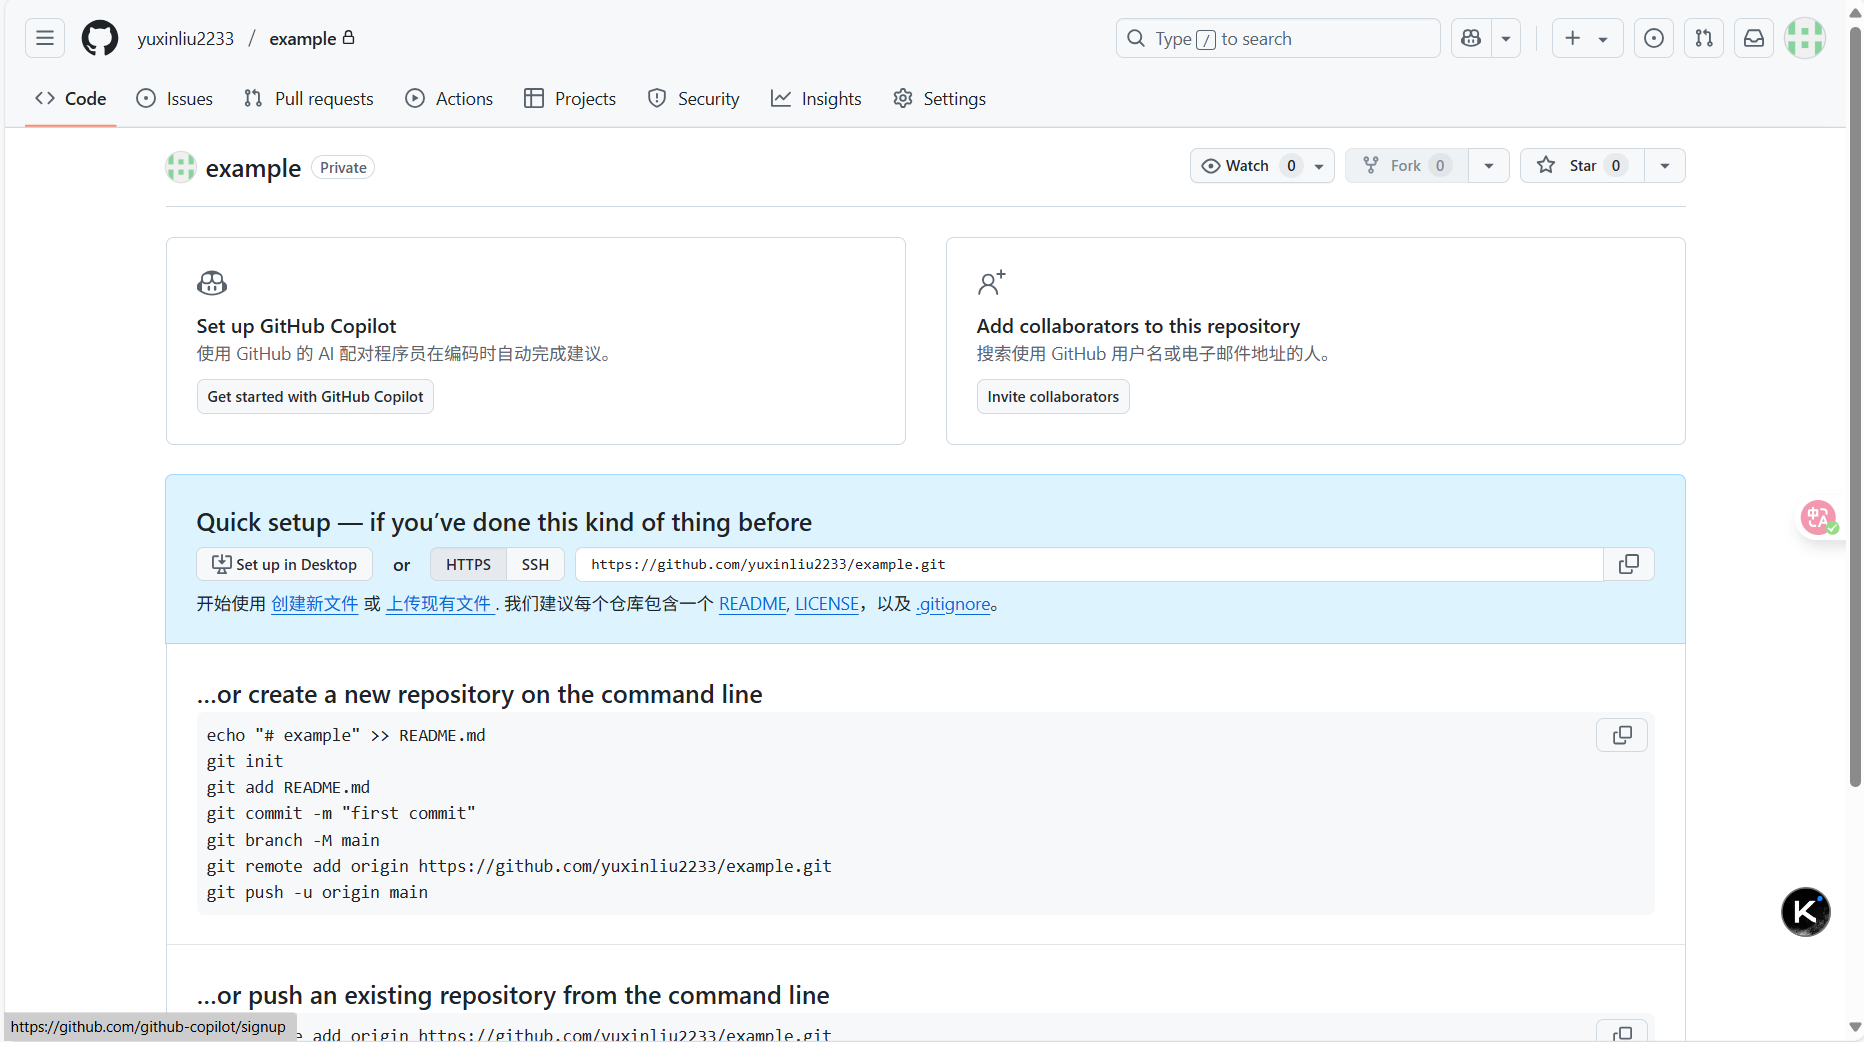 yuxinliu2233 / example
Type / to search
Code
Issues
Pull requests
Actions
Projects
Security
Insights
Settings
example Private
Watch 0
Fork 0
Star 0
Set up GitHub Copilot
使用 GitHub 的 AI 配对程序员在编码时自动完成建议。
Get started with GitHub Copilot
Add collaborators to this repository
搜索使用 GitHub 用户名或电子邮件地址的人。
Invite collaborators
Quick setup — if you’ve done this kind of thing before
Set up in Desktop or HTTPS SSH https://github.com/yuxinliu2233/example.git
开始使用 创建新文件 或 上传现有文件 . 我们建议每个仓库包含一个 README, LICENSE，以及 .gitignore。
…or create a new repository on the command line
echo "# example" >> README.md
git init
git add README.md
git commit -m "first commit"
git branch -M main
git remote add origin https://github.com/yuxinliu2233/example.git
git push -u origin main
…or push an existing repository from the command line
https://github.com/github-copilot/signup
e add origin https://github.com/yuxinliu2233/example.git
中A
K